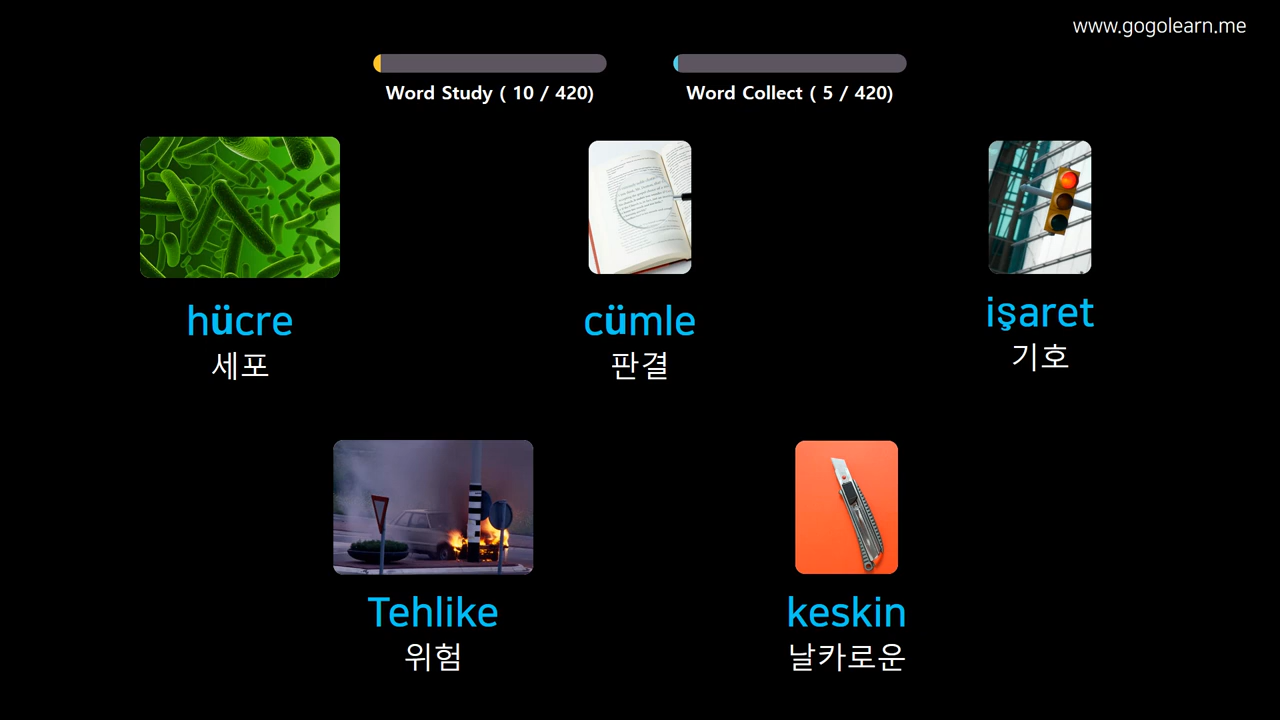 www.gogolearn.me
Word Study ( 10 / 420)
Word Collect ( 5 / 420)
hücre
세포
cümle
판결
işaret
기호
Tehlike
위험
keskin
날카로운